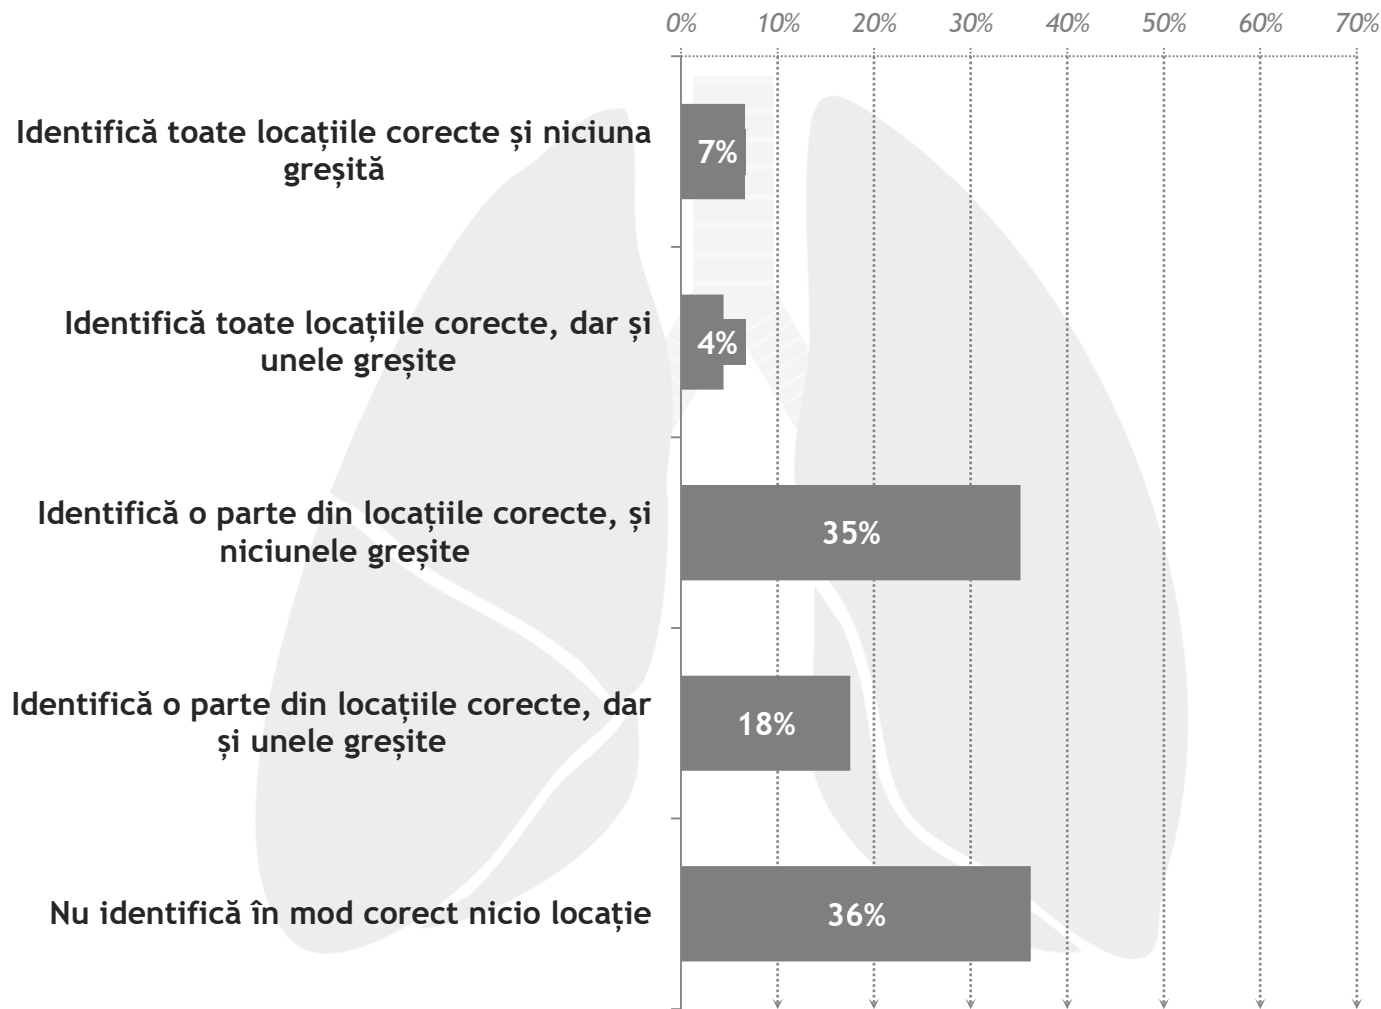 0% 10% 20% 30% 40% 50% 60% 70%
Identifică toate locațiile corecte și niciuna
greșită
7%
Identifică toate locațiile corecte, dar și
unele greșite
4%
Identifică o parte din locațiile corecte, și
niciunele greșite
35%
Identifică o parte din locațiile corecte, dar
și unele greșite
18%
Nu identifică în mod corect nicio locație
36%